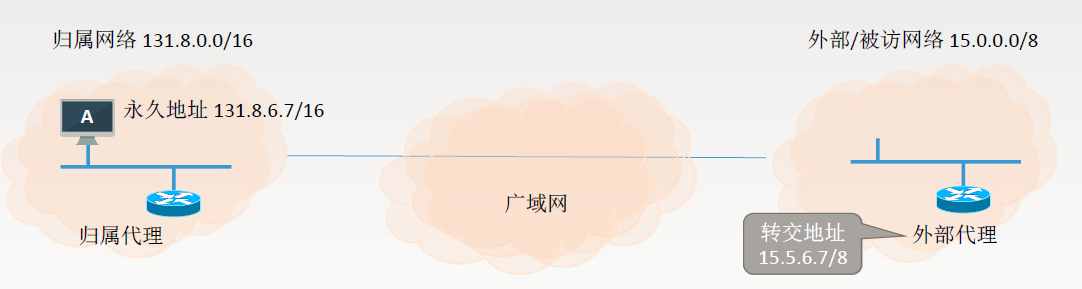 归属网络 131.8.0.0/16
外部/被访网络 15.0.0.0/8
A
永久地址 131.8.6.7/16
广域网
归属代理
转交地址
15.5.6.7/8
外部代理